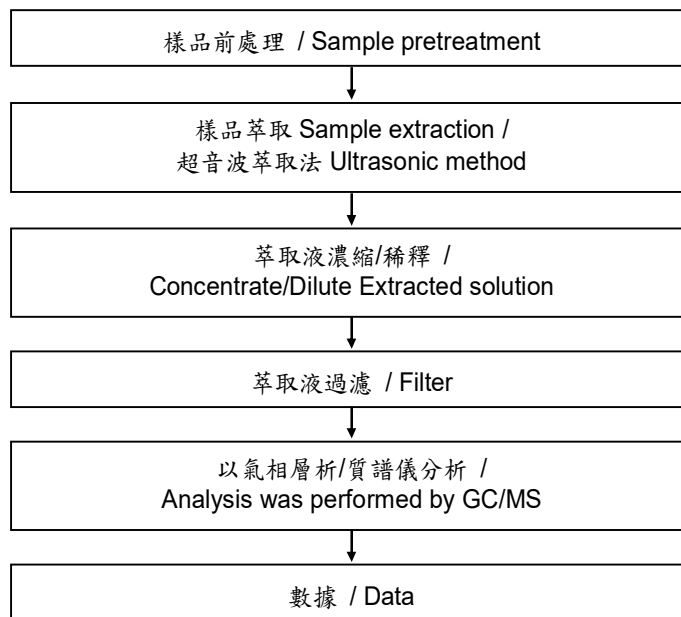 樣品前處理 / Sample pretreatment
樣品萃取 Sample extraction /
超音波萃取法 Ultrasonic method
萃取液濃縮/稀釋 /
Concentrate/Dilute Extracted solution
萃取液過濾 / Filter
以氣相層析/質譜儀分析 /
Analysis was performed by GC/MS
數據 / Data